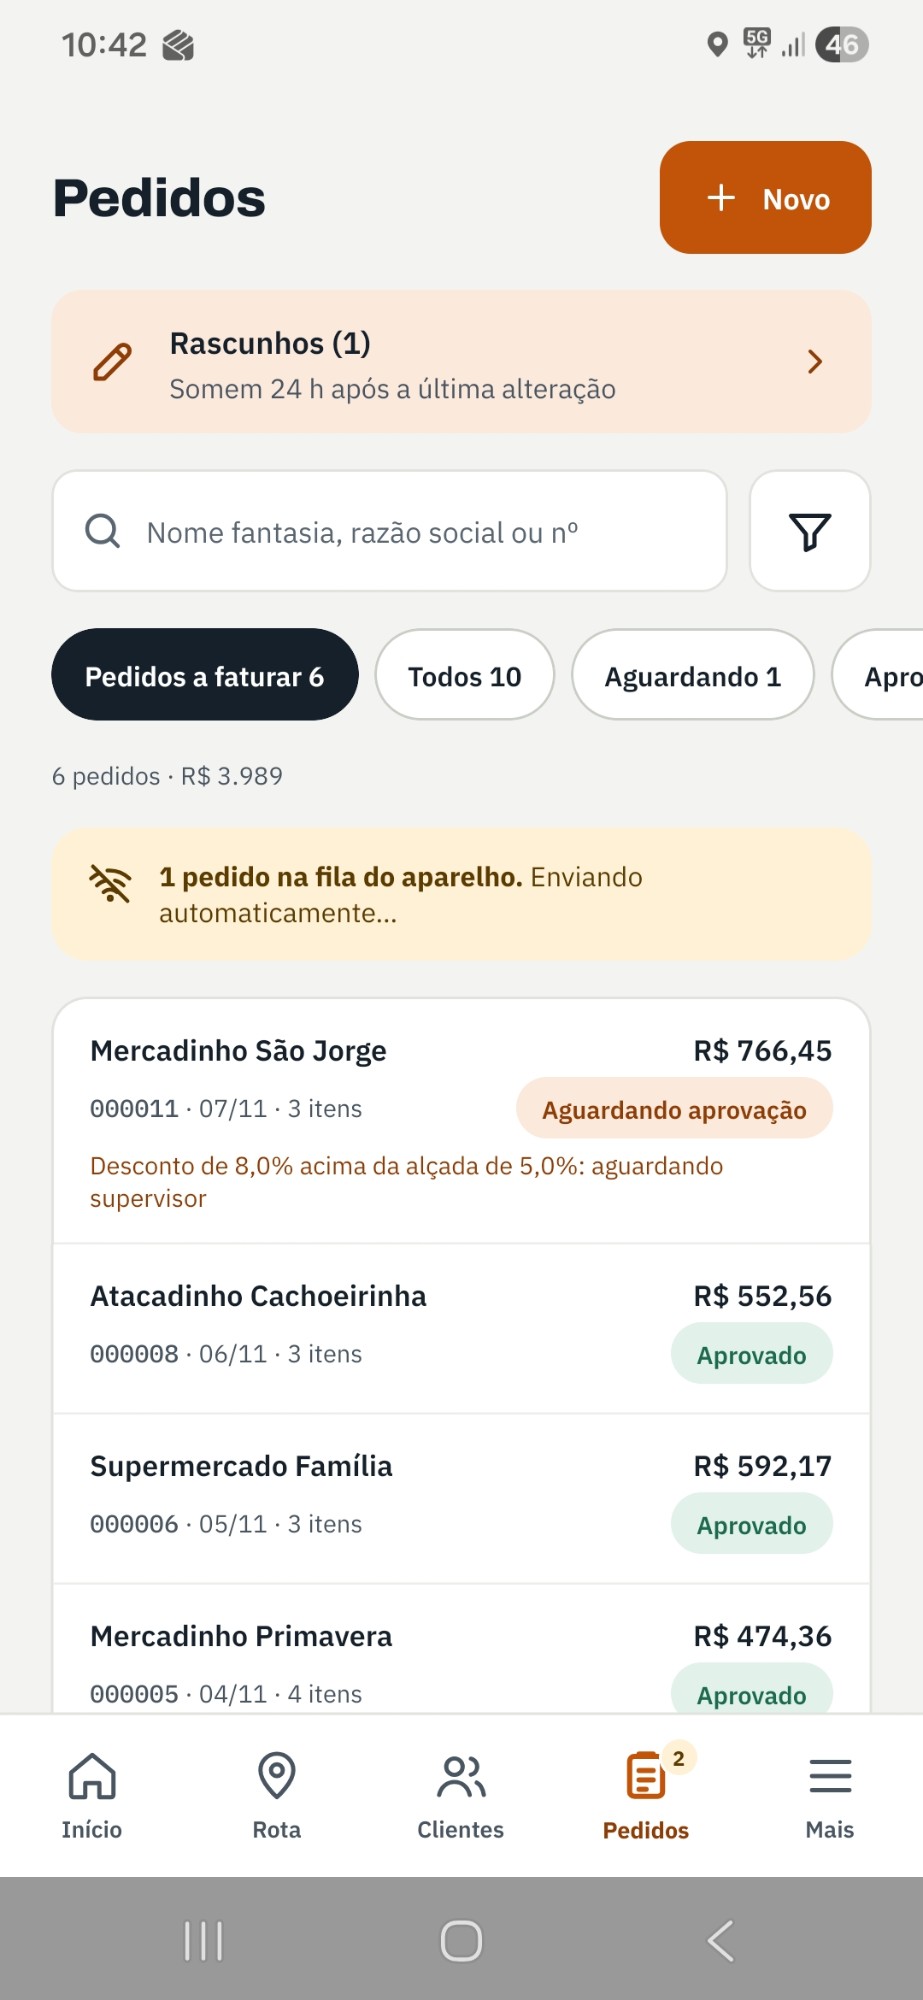 10:42
5G
46
Pedidos
+ Novo
Rascunhos (1)
Somem 24 h após a última alteração
Nome fantasia, razão social ou nº
Pedidos a faturar 6
Todos 10
Aguardando 1
Apro
6 pedidos · R$ 3.989
1 pedido na fila do aparelho. Enviando
automaticamente...
Mercadinho São Jorge
R$ 766,45
000011 · 07/11 · 3 itens
Aguardando aprovação
Desconto de 8,0% acima da alçada de 5,0%: aguardando
supervisor
Atacadinho Cachoeirinha
R$ 552,56
000008 · 06/11 · 3 itens
Aprovado
Supermercado Família
R$ 592,17
000006 · 05/11 · 3 itens
Aprovado
Mercadinho Primavera
R$ 474,36
000005 · 04/11 · 4 itens
Aprovado
2
Início
Rota
Clientes
Pedidos
Mais